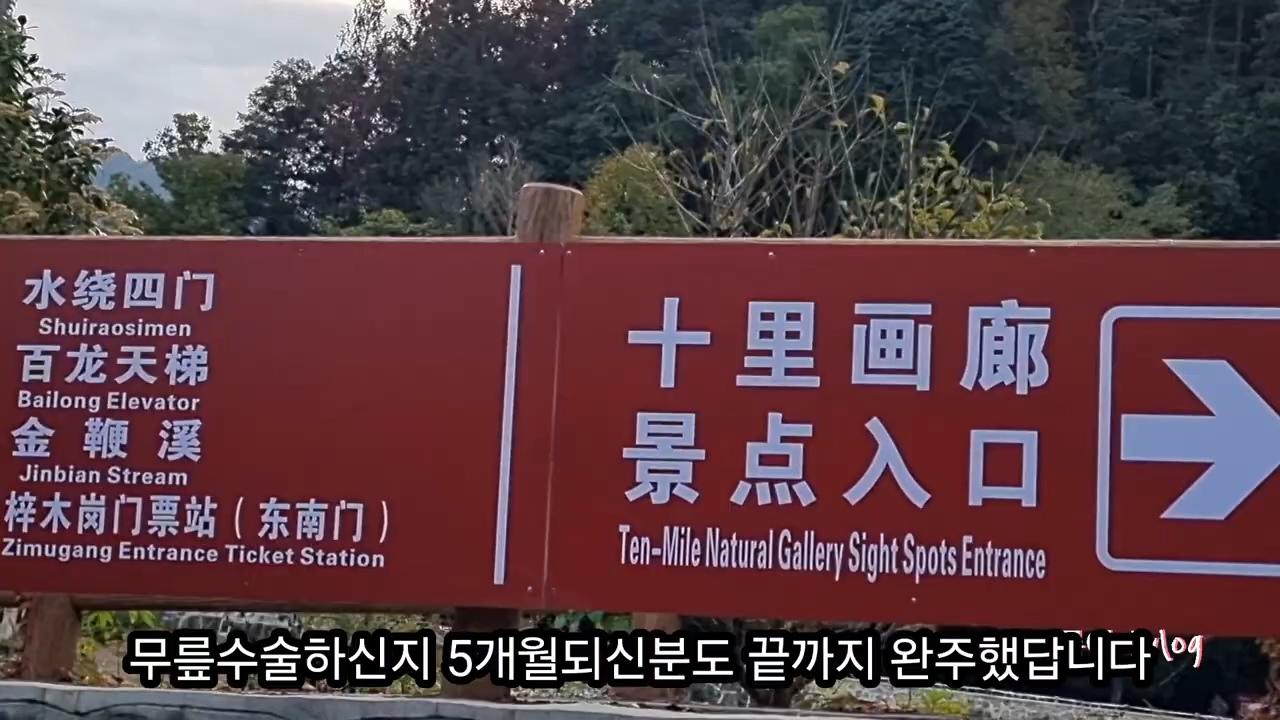 水绕四门
Shuiraosimen
百龙天梯
Bailong Elevator
金鞭溪
Jinbian Stream
梓木岗门票站（东南门）
Zimugang Entrance Ticket Station
十里画廊
景点入口
Ten-Mile Natural Gallery Sight Spots Entrance
무릎수술하신지 5개월되신분도 끝까지 완주했답니다